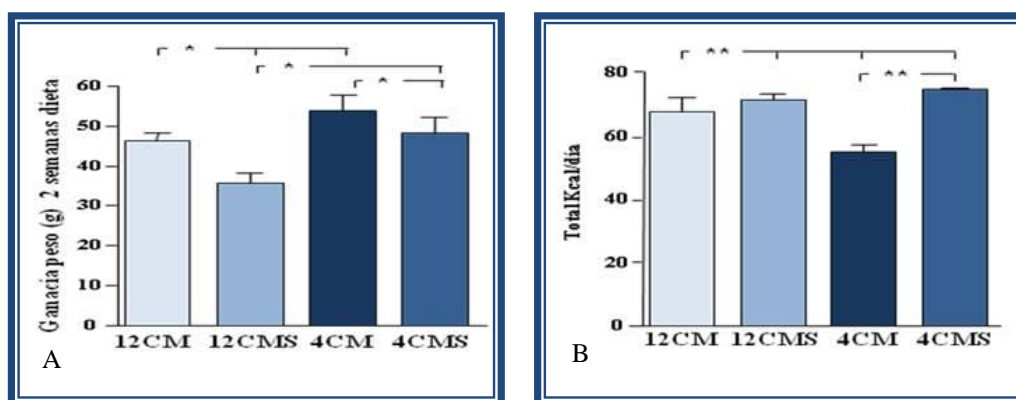 * * *
Ganacia peso (g) 2 semanas dieta
60
50
40
30
20
10
0
12CM 12CMS 4CM 4CMS
A
** **
Total Kcal/dia
80
60
40
20
0
12CM 12CMS 4CM 4CMS
B